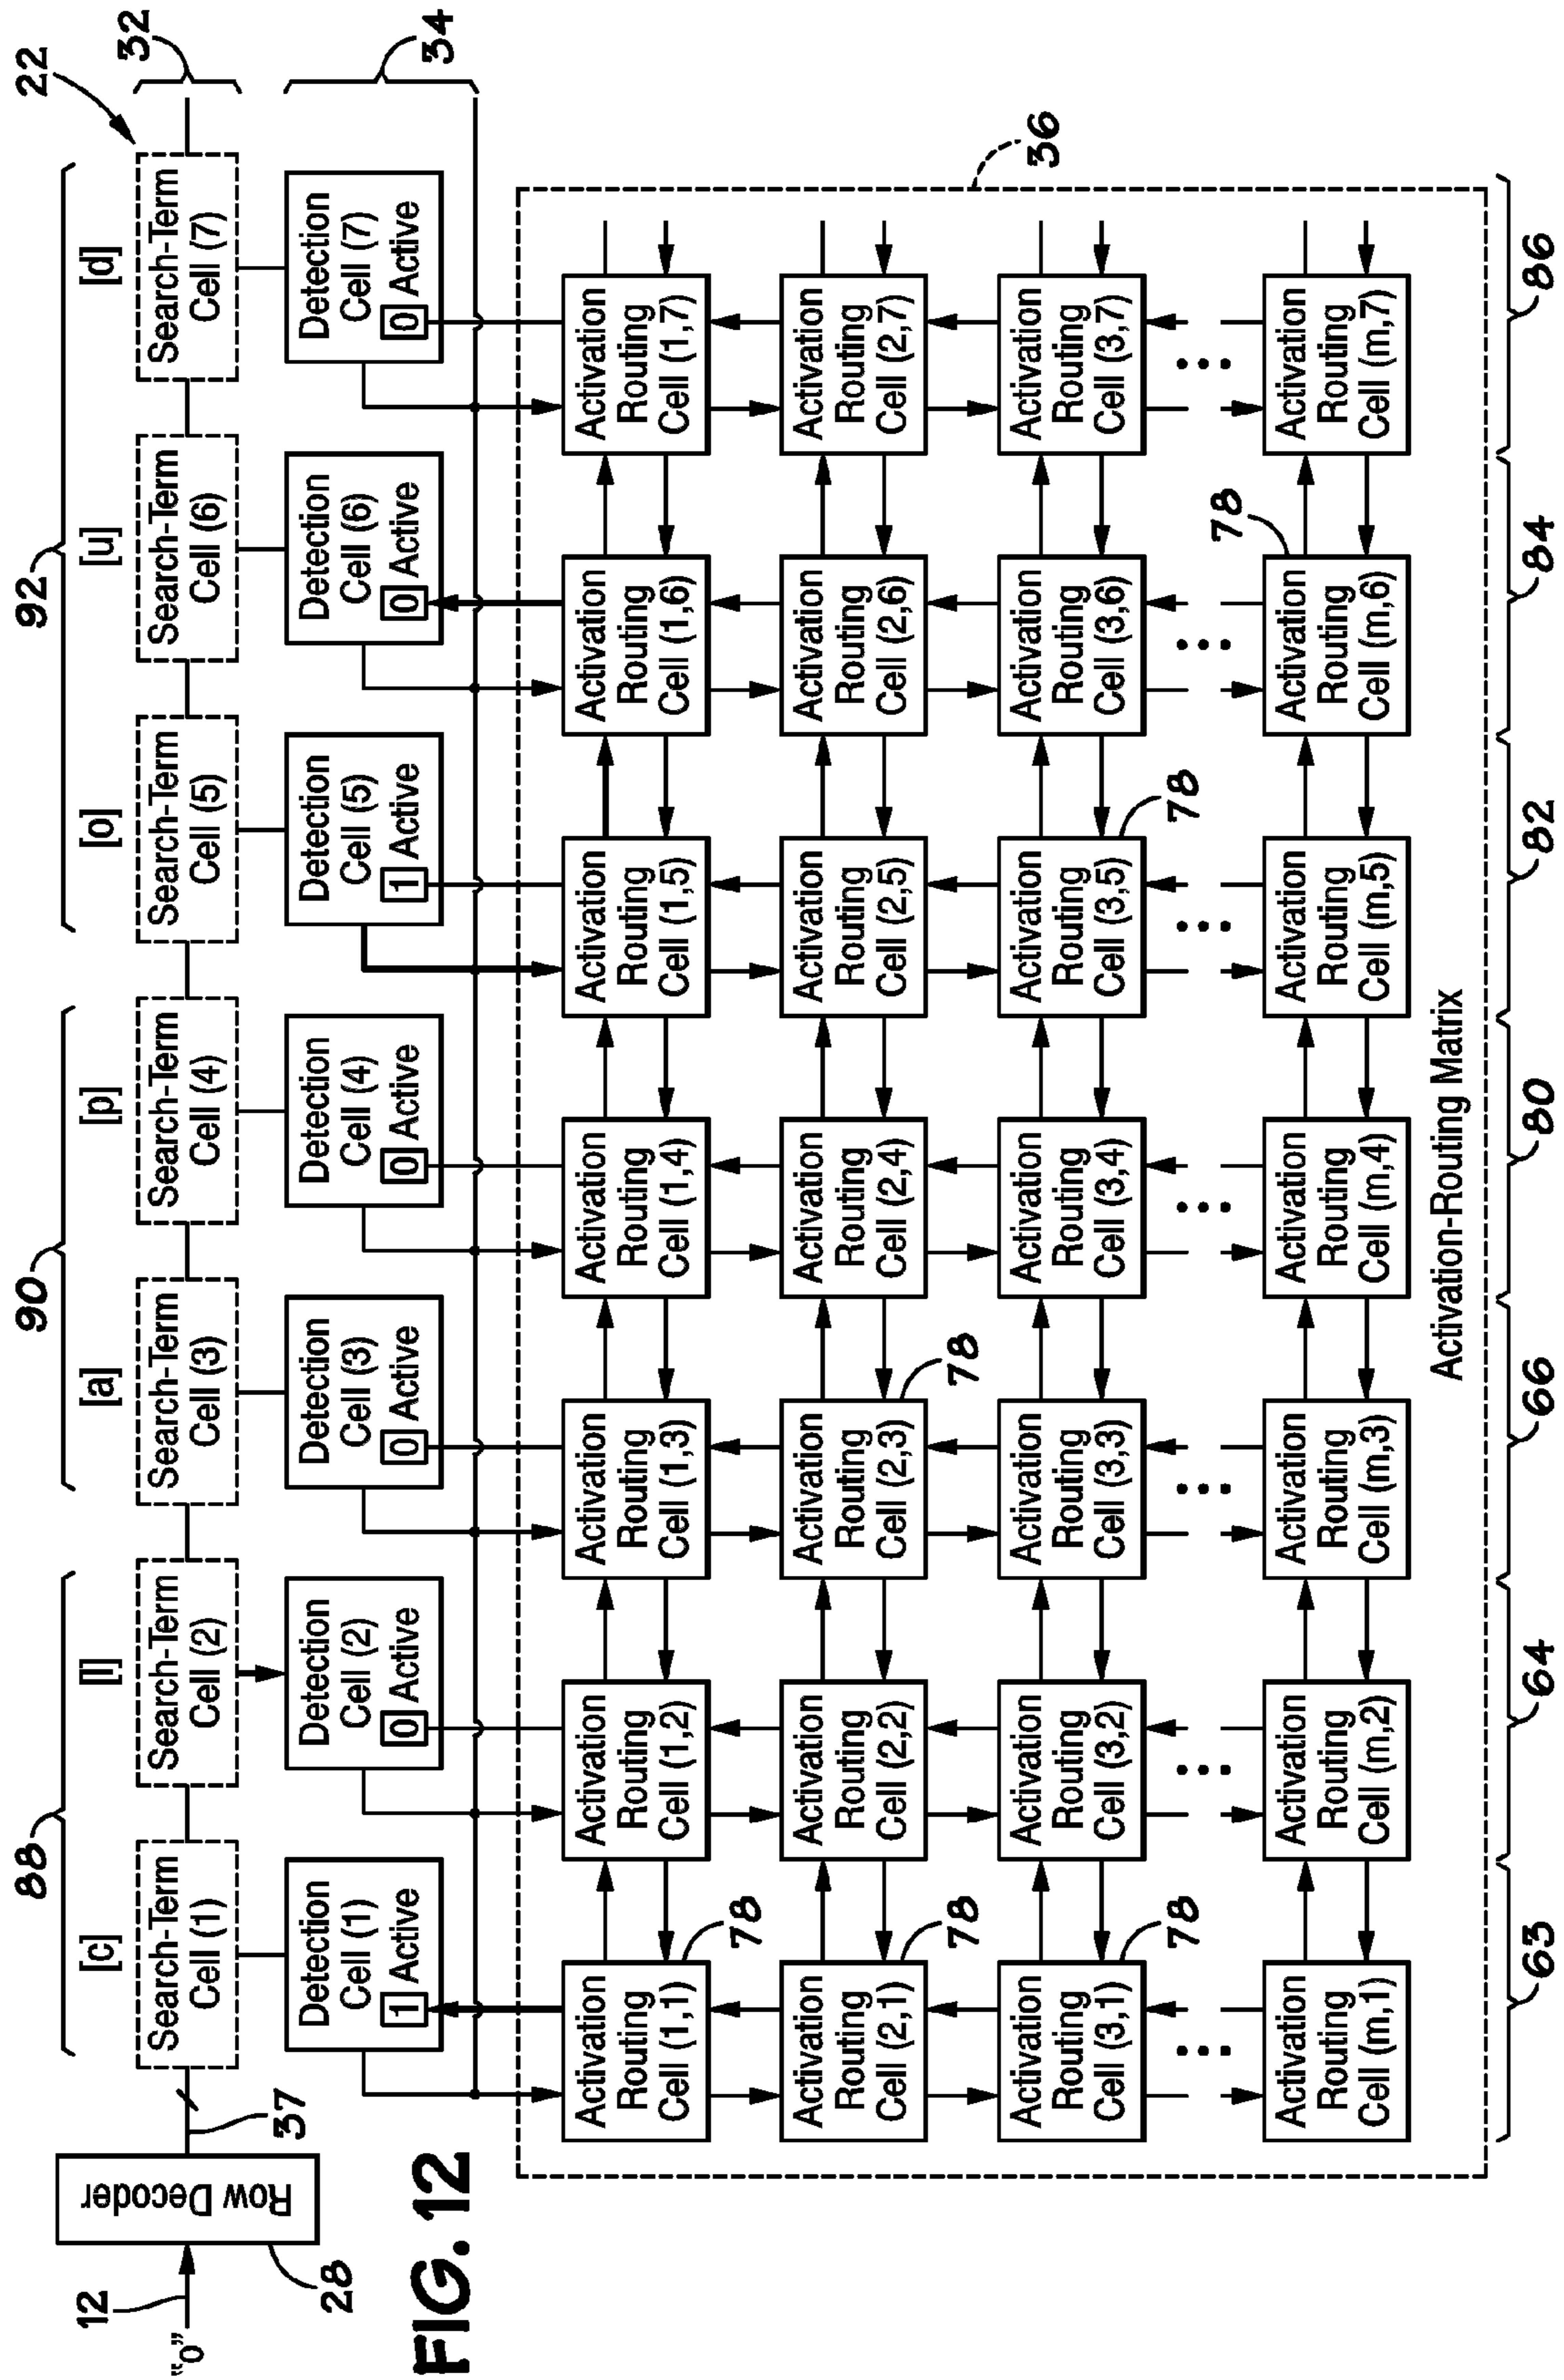 92
90
88
22
32
34
[c]
[l]
[a]
[p]
[o]
[u]
[d]
12
"o"
Row Decoder
28
37
Search-Term
Cell (1)
Search-Term
Cell (2)
Search-Term
Cell (3)
Search-Term
Cell (4)
Search-Term
Cell (5)
Search-Term
Cell (6)
Search-Term
Cell (7)
Detection
Cell (1)
1 Active
Detection
Cell (2)
0 Active
Detection
Cell (3)
0 Active
Detection
Cell (4)
0 Active
Detection
Cell (5)
1 Active
Detection
Cell (6)
0 Active
Detection
Cell (7)
0 Active
FIG. 12
36
Activation
Routing
Cell (1,1)
78
Activation
Routing
Cell (1,2)
Activation
Routing
Cell (1,3)
Activation
Routing
Cell (1,4)
Activation
Routing
Cell (1,5)
Activation
Routing
Cell (1,6)
Activation
Routing
Cell (1,7)
Activation
Routing
Cell (2,1)
78
Activation
Routing
Cell (2,2)
Activation
Routing
Cell (2,3)
78
Activation
Routing
Cell (2,4)
Activation
Routing
Cell (2,5)
Activation
Routing
Cell (2,6)
Activation
Routing
Cell (2,7)
Activation
Routing
Cell (3,1)
78
Activation
Routing
Cell (3,2)
Activation
Routing
Cell (3,3)
Activation
Routing
Cell (3,4)
Activation
Routing
Cell (3,5)
78
Activation
Routing
Cell (3,6)
Activation
Routing
Cell (3,7)
Activation
Routing
Cell (m,1)
Activation
Routing
Cell (m,2)
Activation
Routing
Cell (m,3)
Activation
Routing
Cell (m,4)
Activation
Routing
Cell (m,5)
Activation
Routing
Cell (m,6)
78
Activation
Routing
Cell (m,7)
Activation-Routing Matrix
63
64
66
80
82
84
86